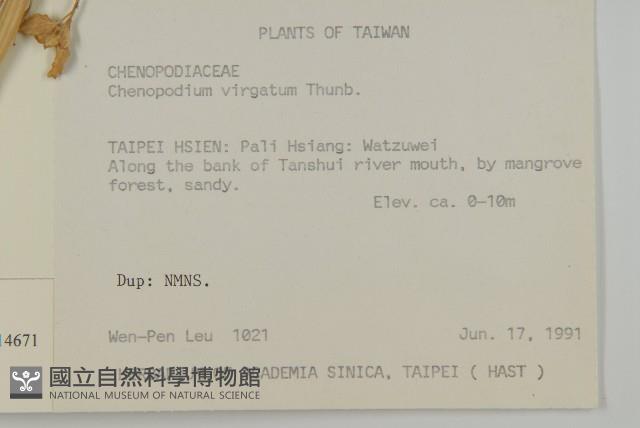 PLANTS OF TAIWAN
CHENOPODIACEAE
Chenopodium virgatum Thunb.
TAIPEI HSIEN: Pali Hsiang: Watzuwei
Along the bank of Tanshui river mouth, by mangrove
forest, sandy.
Elev. ca. 0-10m
Dup: NMNS.
4671
Wen-Pen Leu 1021 Jun. 17, 1991
SINICA, TAIPEI ( HAST )
國立自然科學博物館
NATIONAL MUSEUM OF NATURAL SCIENCE